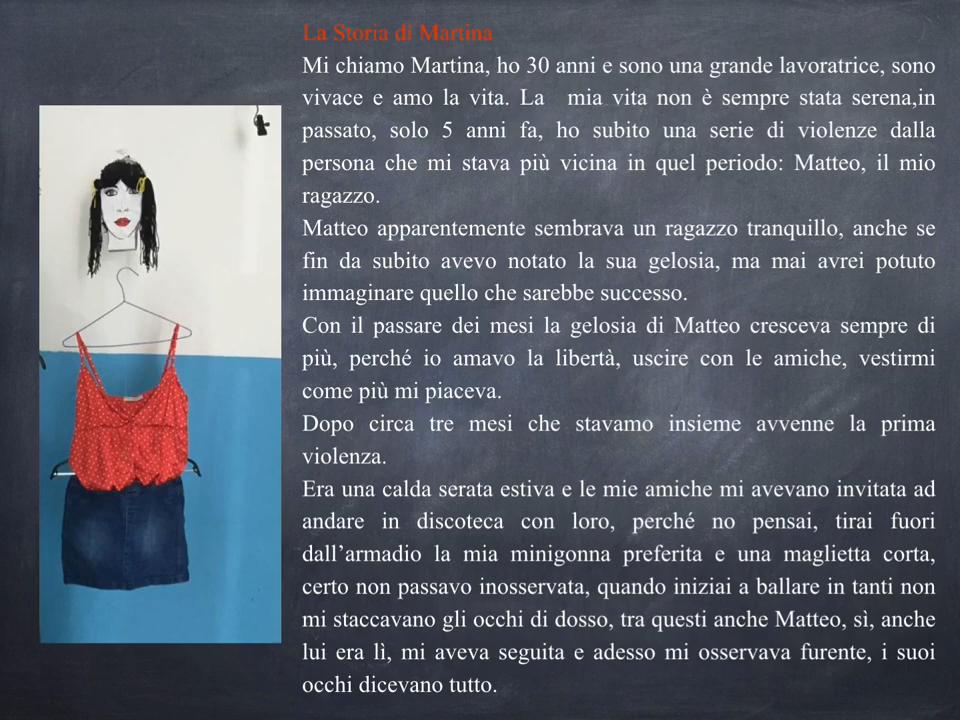 La Storia di Martina
Mi chiamo Martina, ho 30 anni e sono una grande lavoratrice, sono
vivace e amo la vita. La mia vita non è sempre stata serena,in
passato, solo 5 anni fa, ho subito una serie di violenze dalla
persona che mi stava più vicina in quel periodo: Matteo, il mio
ragazzo.
Matteo apparentemente sembrava un ragazzo tranquillo, anche se
fin da subito avevo notato la sua gelosia, ma mai avrei potuto
immaginare quello che sarebbe successo.
Con il passare dei mesi la gelosia di Matteo cresceva sempre di
più, perché io amavo la libertà, uscire con le amiche, vestirmi
come più mi piaceva.
Dopo circa tre mesi che stavamo insieme avvenne la prima
violenza.
Era una calda serata estiva e le mie amiche mi avevano invitata ad
andare in discoteca con loro, perché no pensai, tirai fuori
dall’armadio la mia minigonna preferita e una maglietta corta,
certo non passavo inosservata, quando iniziai a ballare in tanti non
mi staccavano gli occhi di dosso, tra questi anche Matteo, sì, anche
lui era lì, mi aveva seguita e adesso mi osservava furente, i suoi
occhi dicevano tutto.